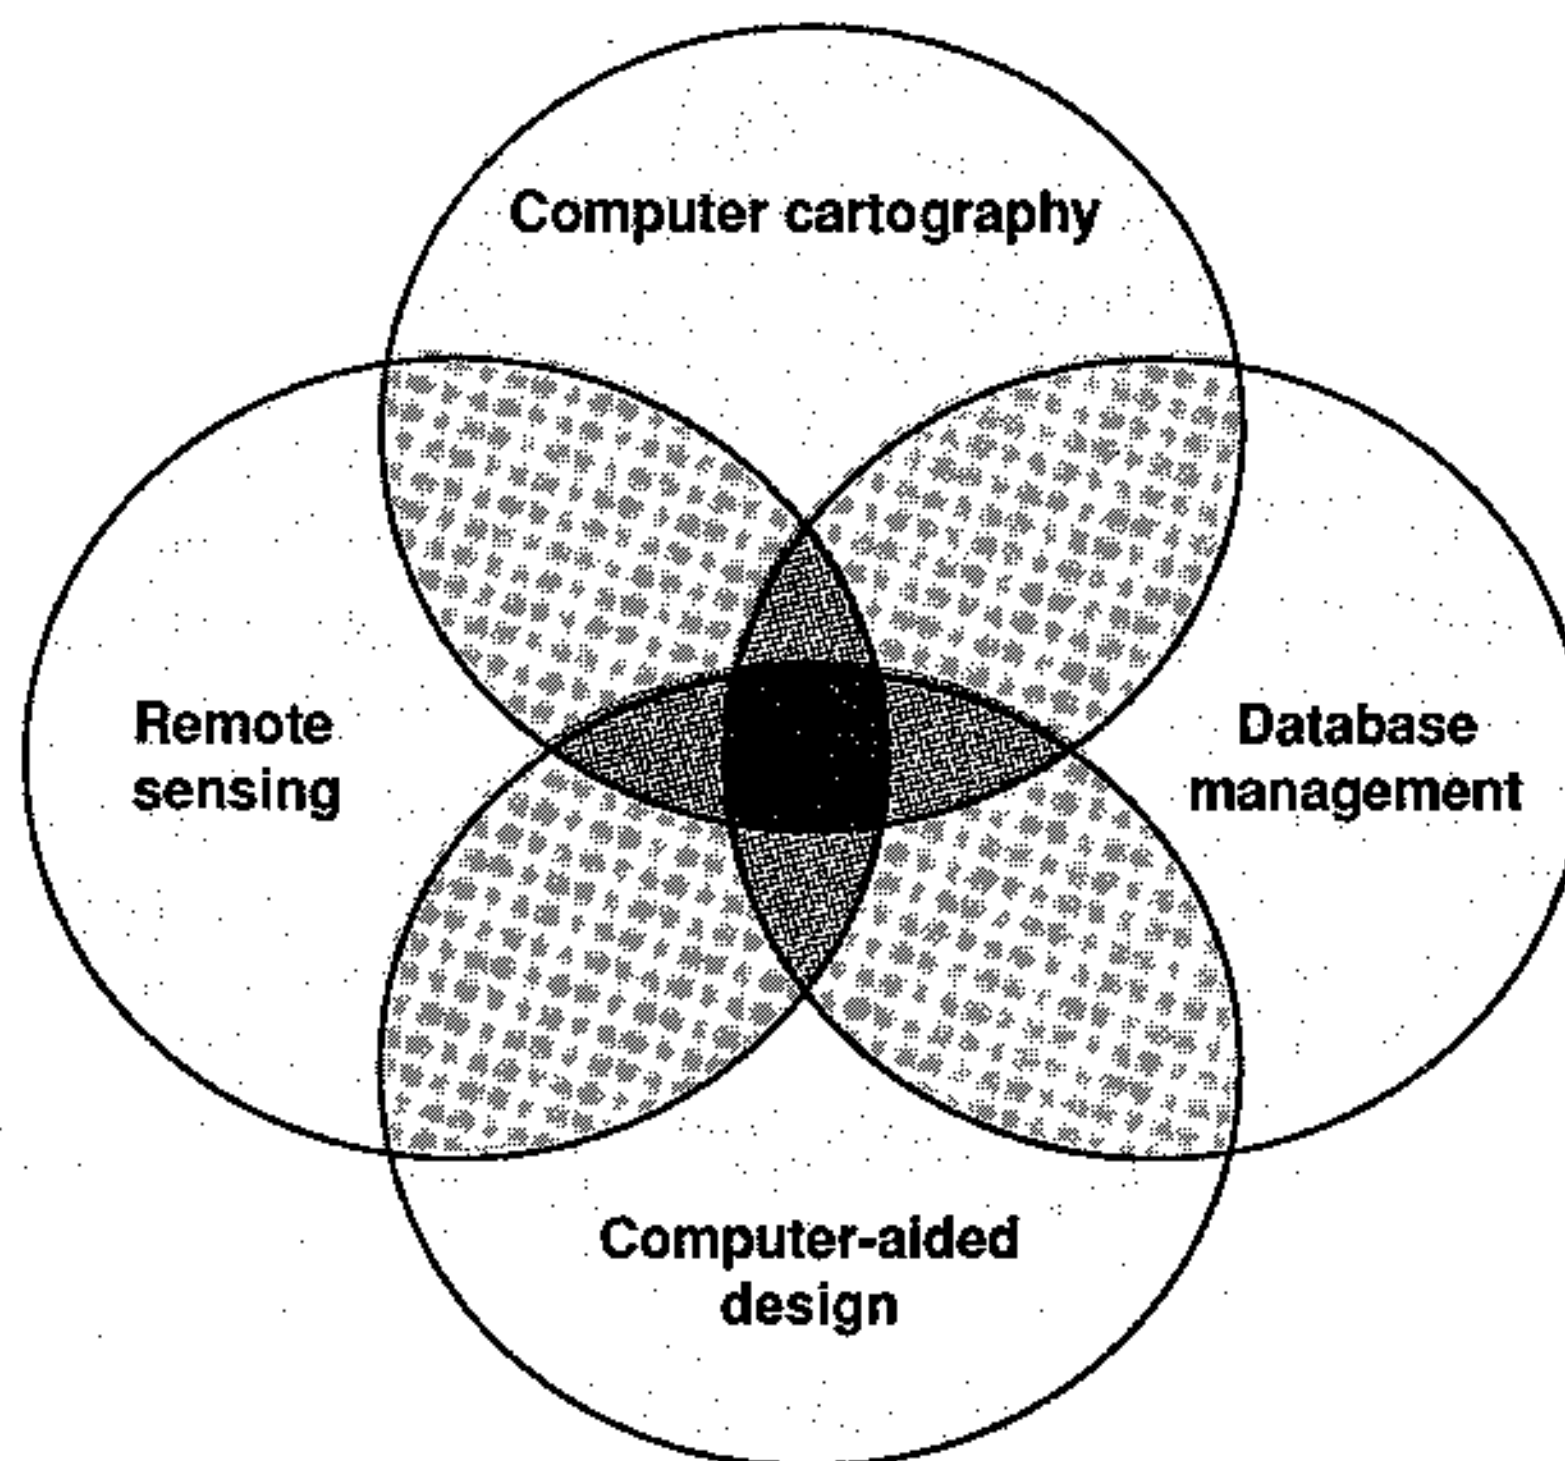 Computer cartography
Remote
sensing
Database
management
Computer-aided
design